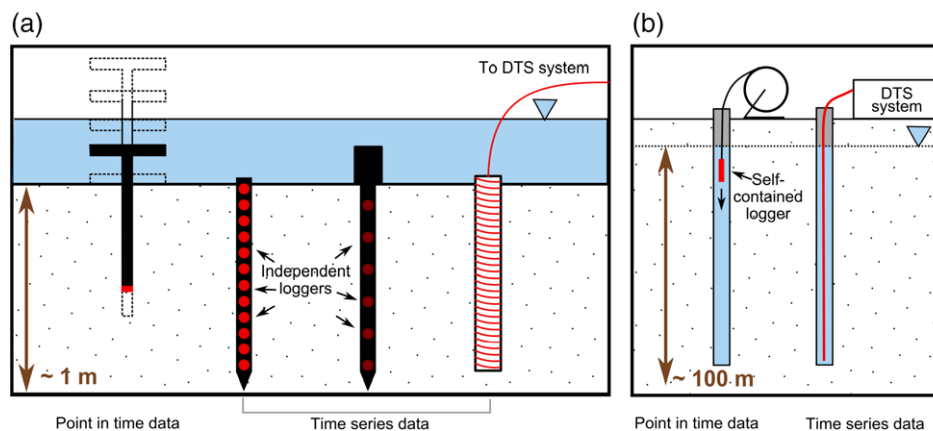 (a)
To DTS system
Independent
loggers
~ 1 m
Point in time data
Time series data
(b)
DTS
system
Self-
contained
logger
~ 100 m
Point in time data
Time series data